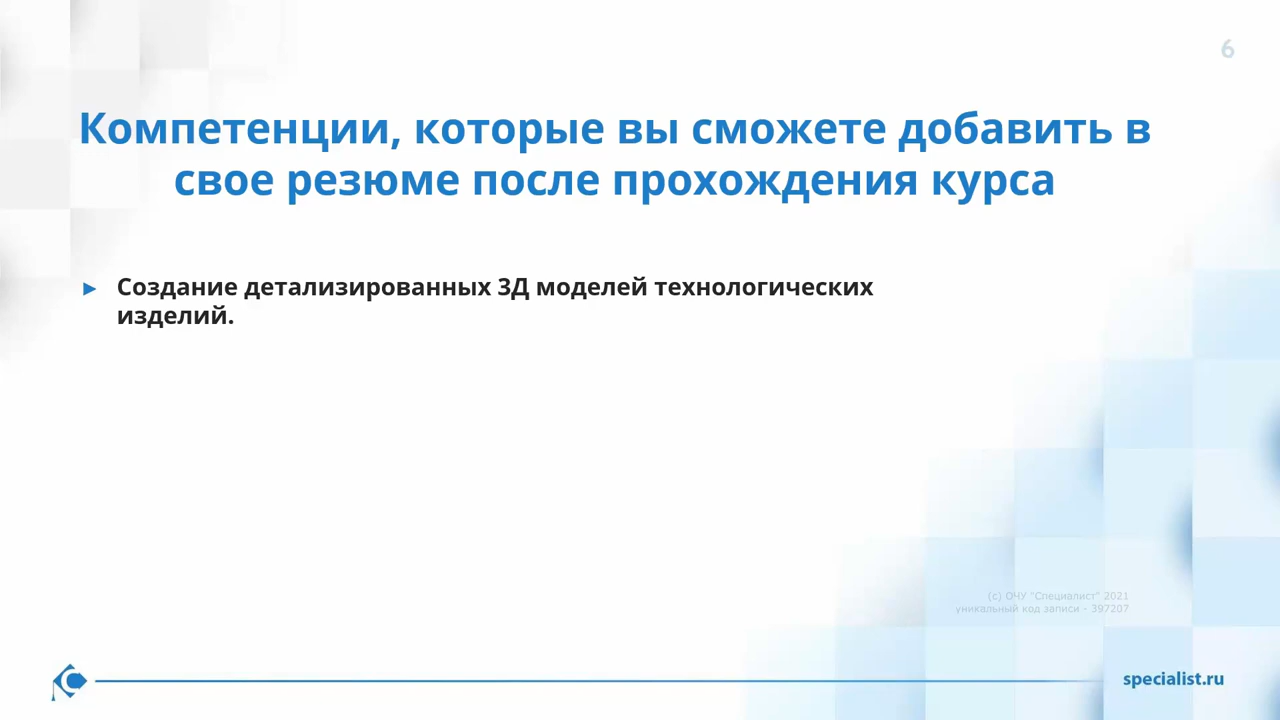 6
Компетенции, которые вы сможете добавить в
свое резюме после прохождения курса
► Создание детализированных 3Д моделей технологических
изделий.
(c) ОЧУ "Специалист" 2021
уникальный код записи - 397207
specialist.ru